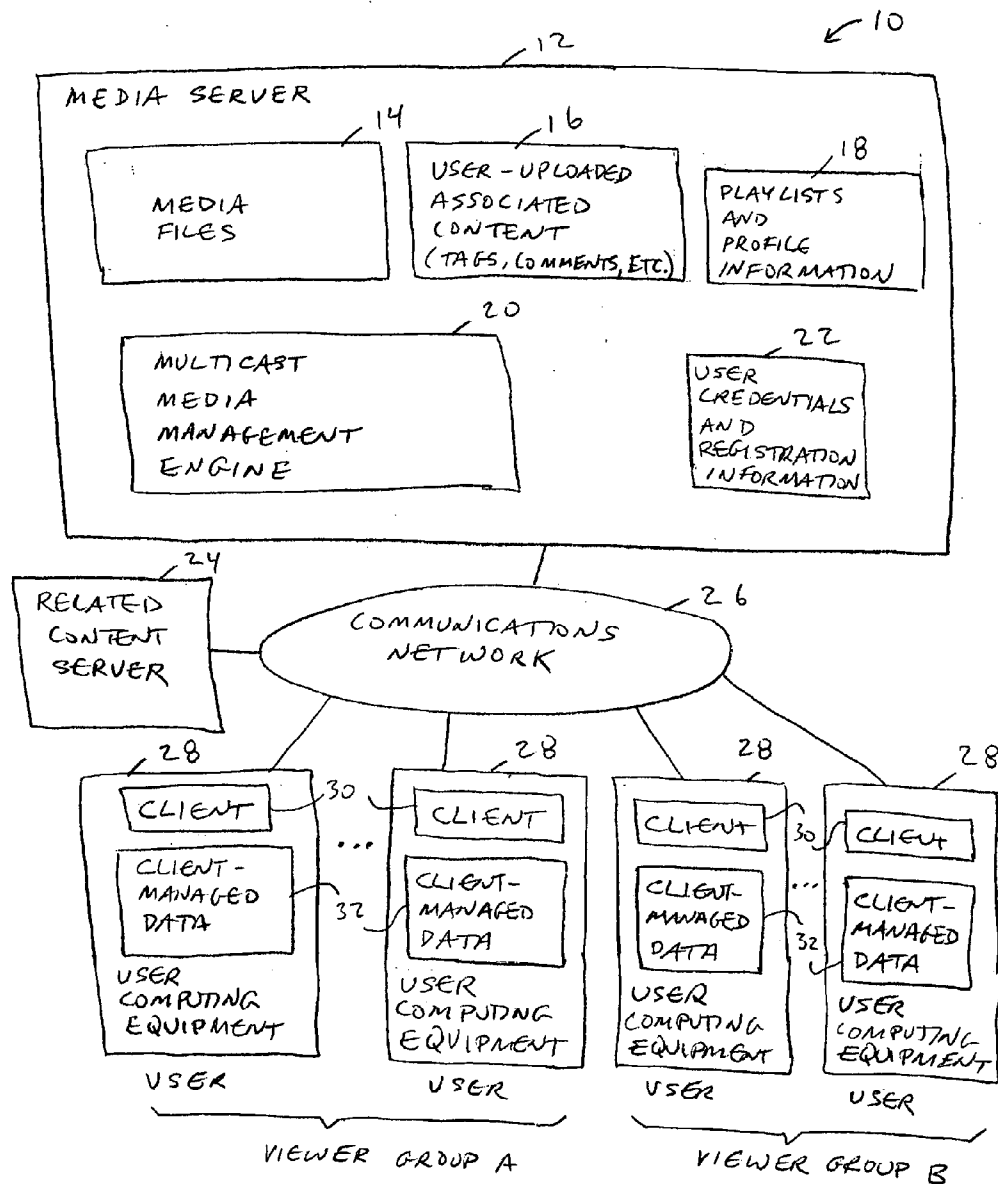 10
12
MEDIA SERVER
14
MEDIA
FILES
16
USER-UPLOADED
ASSOCIATED
CONTENT
(TAGS, COMMENTS, ETC.)
18
PLAYLISTS
AND
PROFILE
INFORMATION
20
MULTICAST
MEDIA
MANAGEMENT
ENGINE
22
USER
CREDENTIALS
AND
REGISTRATION
INFORMATION
24
RELATED
CONTENT
SERVER
26
COMMUNICATIONS
NETWORK
28
CLIENT
CLIENT-
MANAGED
DATA
USER
COMPUTING
EQUIPMENT
USER
30
...
32
28
CLIENT
CLIENT-
MANAGED
DATA
USER
COMPUTING
EQUIPMENT
USER
VIEWER GROUP A
28
CLIENT
CLIENT-
MANAGED
DATA
USER
COMPUTING
EQUIPMENT
USER
30
...
32
28
CLIENT
CLIENT-
MANAGED
DATA
USER
COMPUTING
EQUIPMENT
USER
VIEWER GROUP B